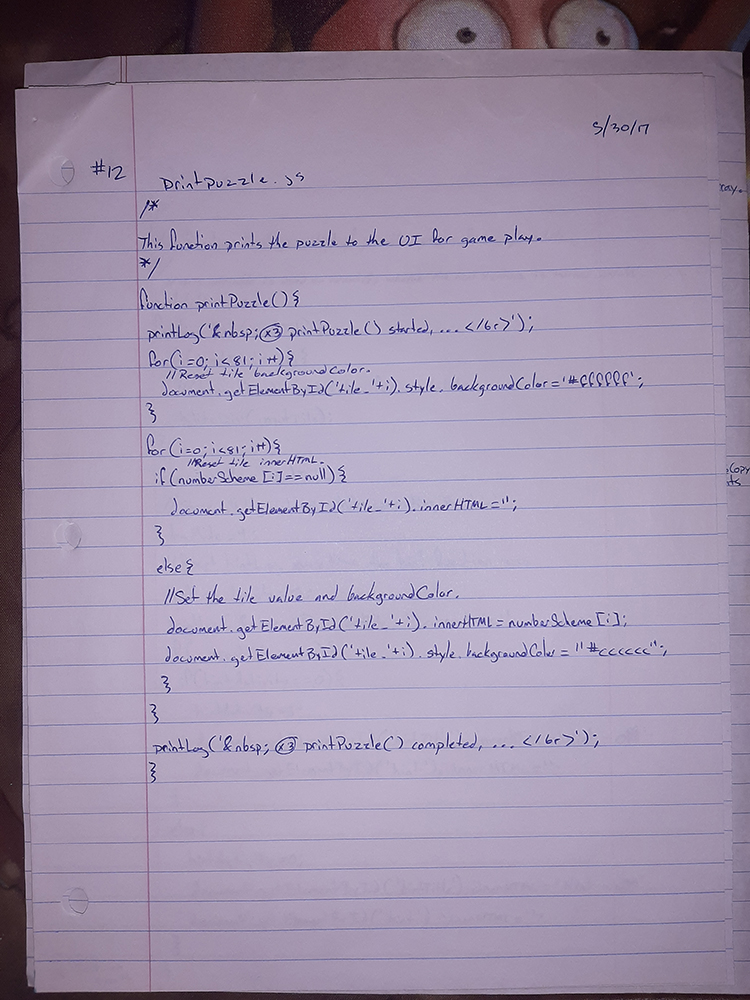 5/30/17
#12
printPuzzle.js
/*
This function prints the puzzle to the UI for game play.
*/
function printPuzzle(){
printLog('&nbsp;x3 printPuzzle() started, ... </br>');
for(i=0; i<81; i++){
//Reset tile backgroundColor.
document.getElementById('tile_'+i).style.backgroundColor='#ffffff';
}
for(i=0; i<81; i++){
//Reset tile innerHTML.
if(numberScheme[i]==null){
document.getElementById('tile_'+i).innerHTML='';
}
else{
//Set the tile value and backgroundColor.
document.getElementById('tile_'+i).innerHTML=numberScheme[i];
document.getElementById('tile_'+i).style.backgroundColor="#cccccc";
}
}
printLog('&nbsp;x3 printPuzzle() completed, ... </br>');
}
copy